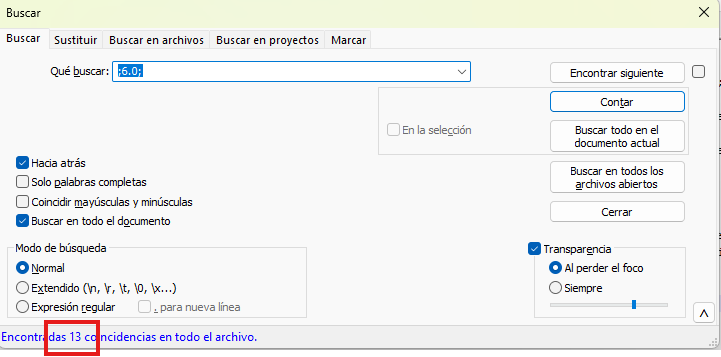 Buscar
Buscar Sustituir Buscar en archivos Buscar en proyectos Marcar
Qué buscar: ;6.0;
Encontrar siguiente
Contar
En la selección
Buscar todo en el
documento actual
Hacia atrás
Buscar en todos los
archivos abiertos
Solo palabras completas
Coincidir mayúsculas y minúsculas
Cerrar
Buscar en todo el documento
Modo de búsqueda
Transparencia
Normal
Al perder el foco
Extendido (\n, \r, \t, \0, \x...)
Siempre
Expresión regular
. para nueva línea
Encontradas 13 coincidencias en todo el archivo.